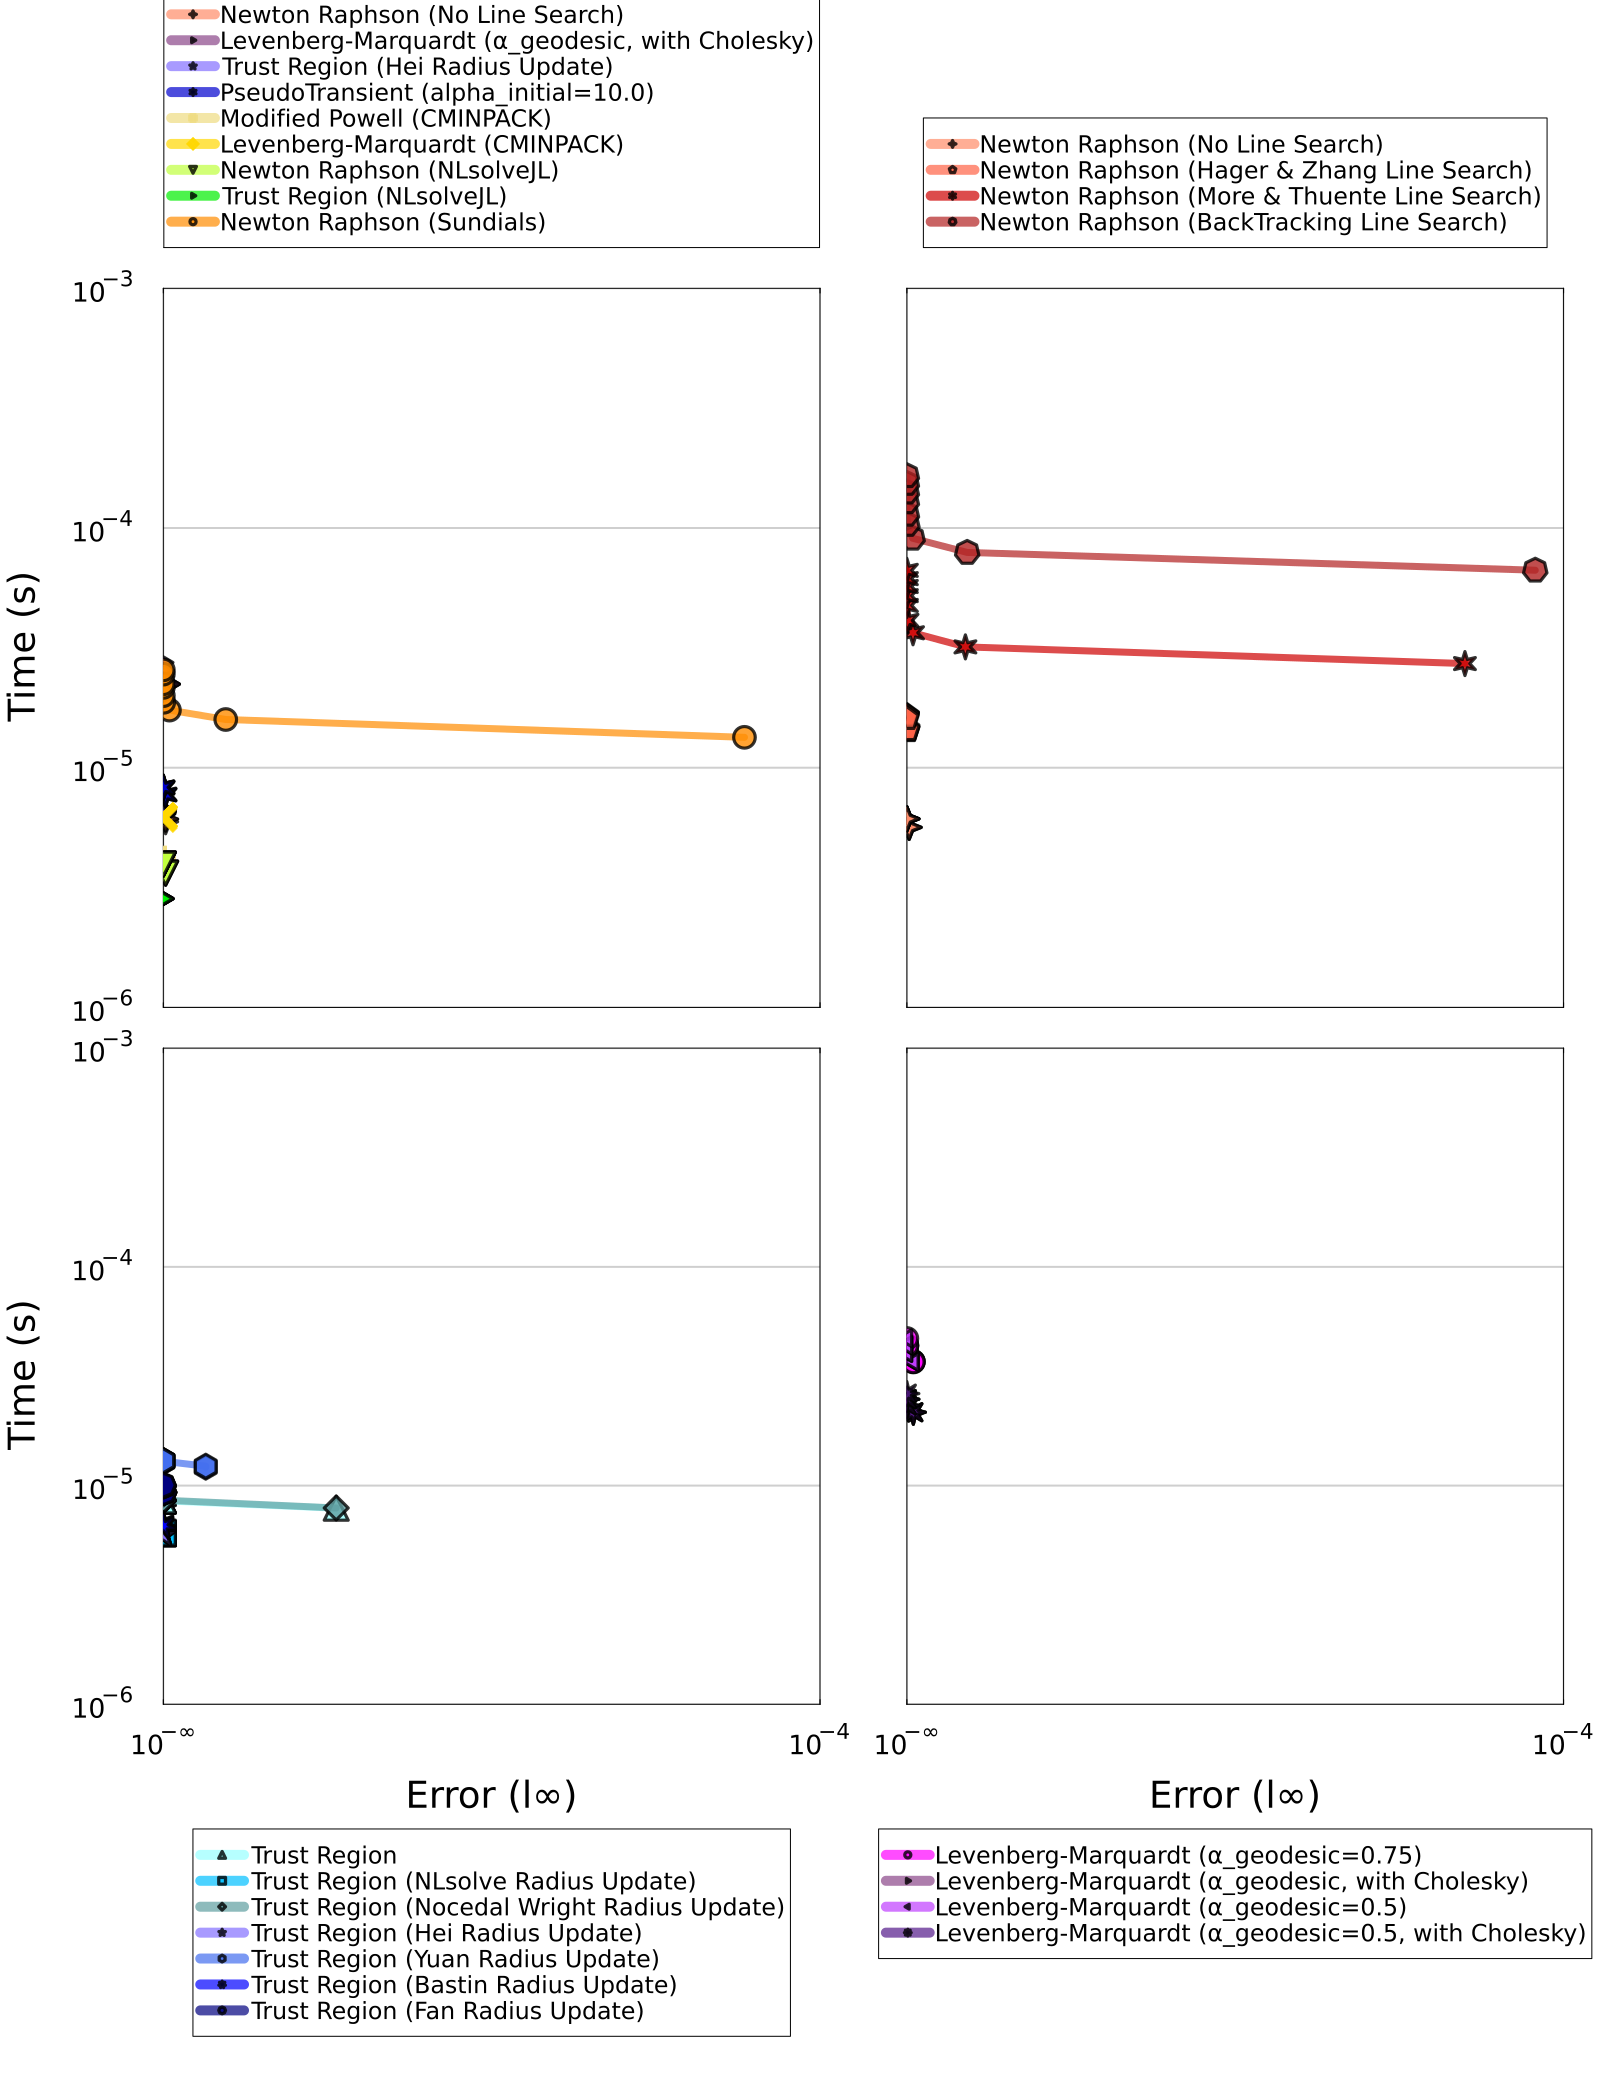 Newton Raphson (No Line Search)
Levenberg-Marquardt (α_geodesic, with Cholesky)
Trust Region (Hei Radius Update)
PseudoTransient (alpha_initial=10.0)
Modified Powell (CMINPACK)
Levenberg-Marquardt (CMINPACK)
Newton Raphson (NLsolveJL)
Trust Region (NLsolveJL)
Newton Raphson (Sundials)
Newton Raphson (No Line Search)
Newton Raphson (Hager & Zhang Line Search)
Newton Raphson (More & Thuente Line Search)
Newton Raphson (BackTracking Line Search)
10⁻³
10⁻⁴
10⁻⁵
10⁻⁶
Time (s)
10⁻³
10⁻⁴
10⁻⁵
10⁻⁶
Time (s)
10^−∞
10⁻⁴
10^−∞
10⁻⁴
Error (l∞)
Error (l∞)
Trust Region
Trust Region (NLsolve Radius Update)
Trust Region (Nocedal Wright Radius Update)
Trust Region (Hei Radius Update)
Trust Region (Yuan Radius Update)
Trust Region (Bastin Radius Update)
Trust Region (Fan Radius Update)
Levenberg-Marquardt (α_geodesic=0.75)
Levenberg-Marquardt (α_geodesic, with Cholesky)
Levenberg-Marquardt (α_geodesic=0.5)
Levenberg-Marquardt (α_geodesic=0.5, with Cholesky)